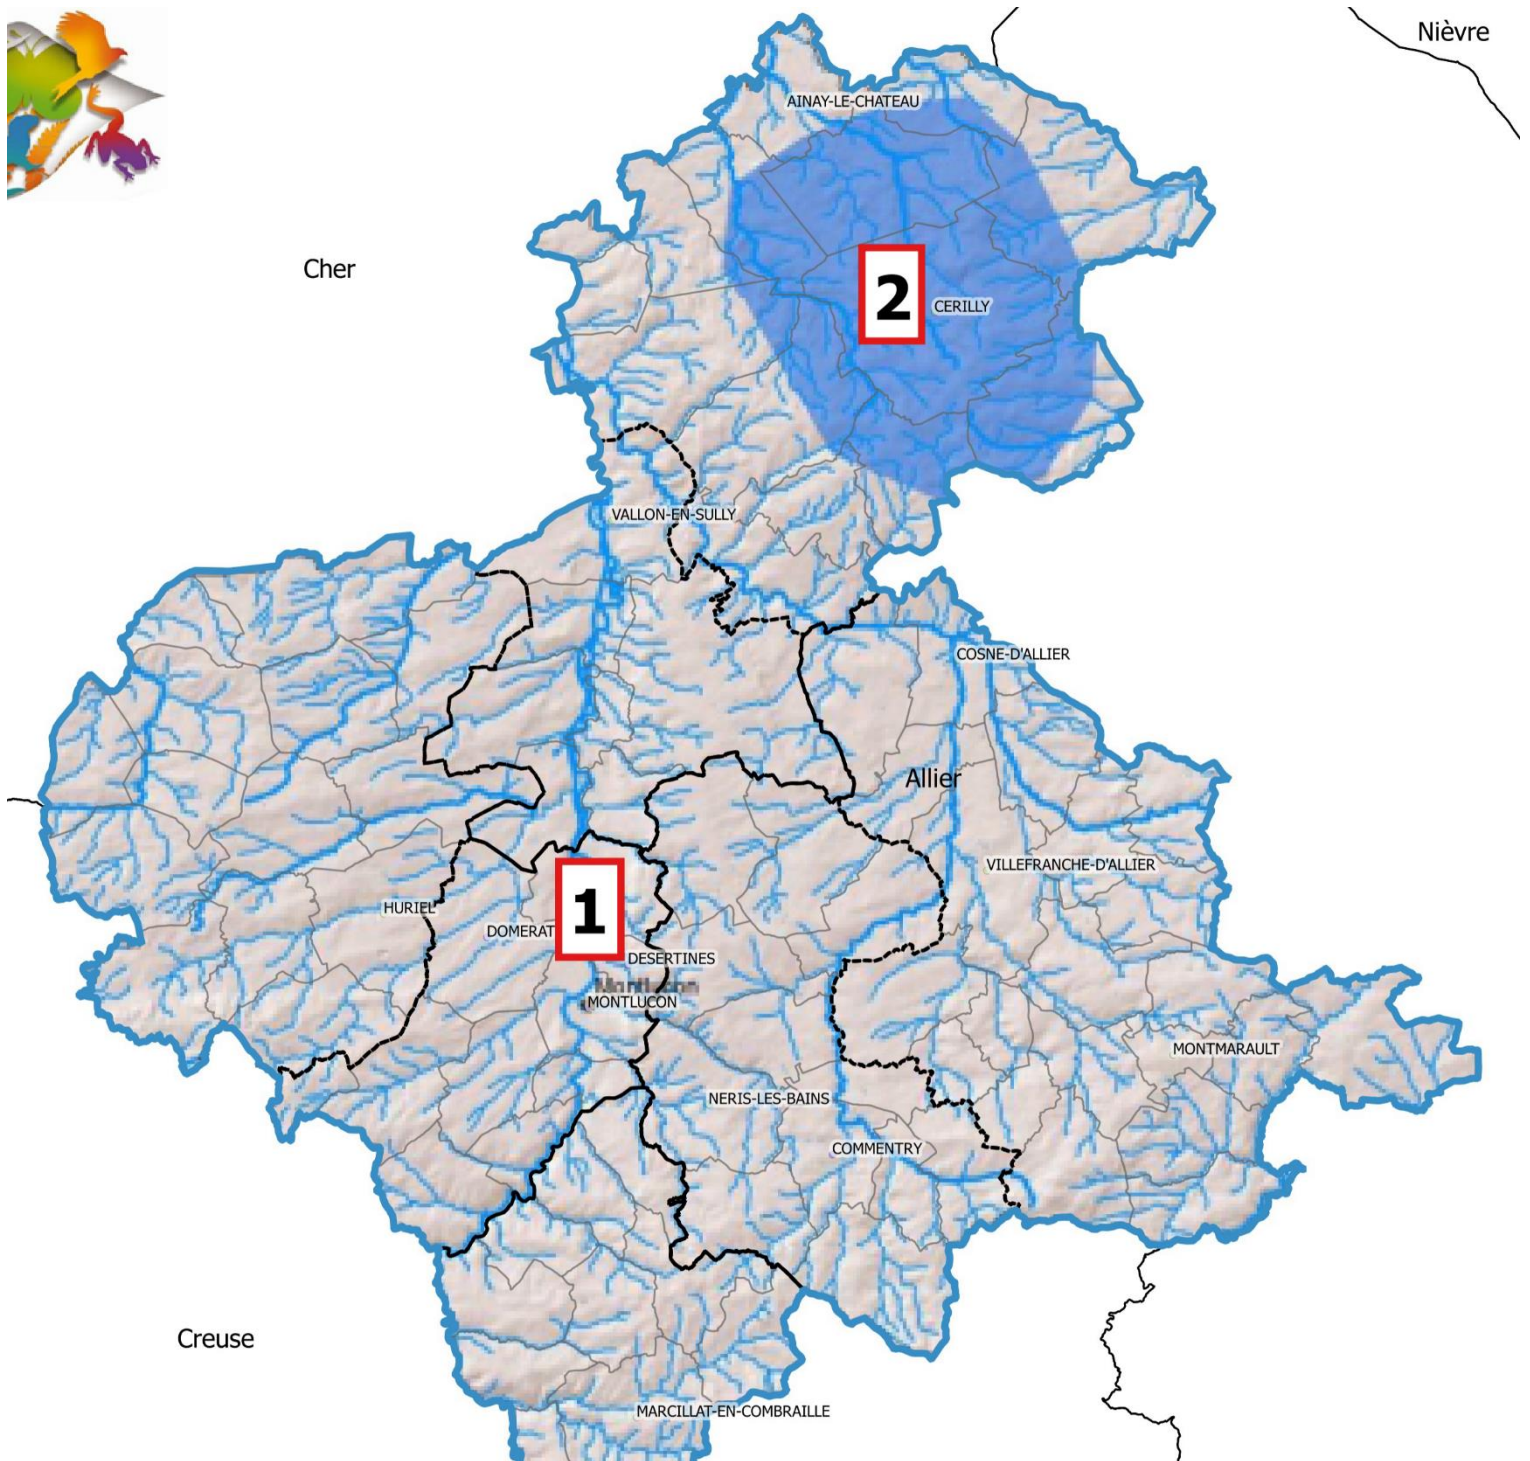 Nièvre
AINAY-LE-CHATEAU
Cher
2
CERILLY
VALLON-EN-SULLY
COSNE-D'ALLIER
Allier
VILLEFRANCHE-D'ALLIER
HURIEL
1
DOMERAT
DESERTINES
Montluçon
MONTLUCON
MONTMARAULT
NERIS-LES-BAINS
COMMENTRY
Creuse
MARCILLAT-EN-COMBRAILLE